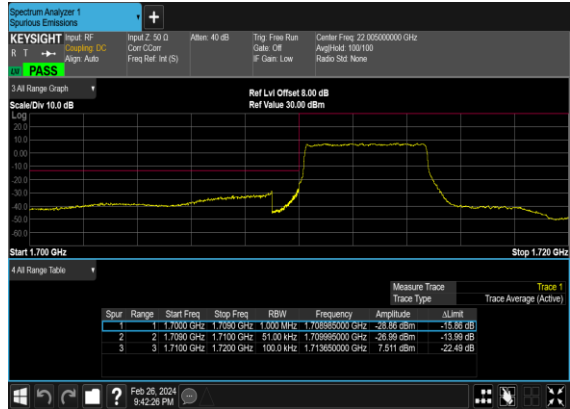 Spectrum Analyzer 1
Spurious Emissions
+
KEYSIGHT Input: RF Input Z: 50 Ω Atten: 40 dB Trig: Free Run Center Freq: 22.005000000 GHz
R T Coupling: DC Corr CCorr Gate: Off Avg|Hold: 100/100
Align: Auto Freq Ref: Int (S) IF Gain: Low Radio Std: None
LW PASS
3 All Range Graph
Ref Lvl Offset 8.00 dB
Scale/Div 10.0 dB Ref Value 30.00 dBm
Log
20.0
10.0
0.00
-10.0
-20.0
-30.0
-40.0
-50.0
-60.0
Start 1.700 GHz Stop 1.720 GHz
4 All Range Table
Measure Trace Trace 1
Trace Type Trace Average (Active)
Spur Range Start Freq Stop Freq RBW Frequency Amplitude ΔLimit
1 1 1.7000 GHz 1.7090 GHz 1.000 MHz 1.708985000 GHz -28.86 dBm -15.86 dB
2 2 1.7090 GHz 1.7100 GHz 51.00 kHz 1.709995000 GHz -26.99 dBm -13.99 dB
3 3 1.7100 GHz 1.7200 GHz 100.0 kHz 1.713650000 GHz 7.511 dBm -22.49 dB
? Feb 26, 2024
9:42:26 PM